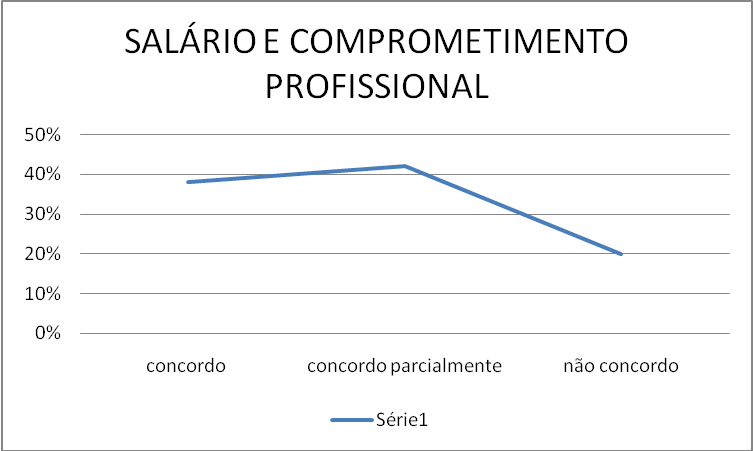 SALÁRIO E COMPROMETIMENTO
PROFISSIONAL
50%
40%
30%
20%
10%
0%
concordo
concordo parcialmente
não concordo
Série1